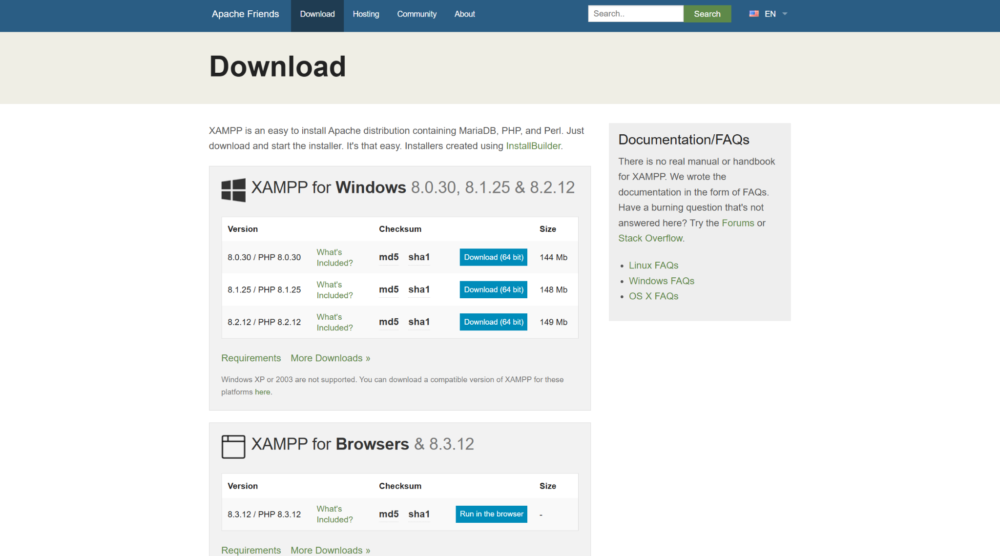 Apache Friends Download Hosting Community About Search.. Search EN
Download
XAMPP is an easy to install Apache distribution containing MariaDB, PHP, and Perl. Just
download and start the installer. It's that easy. Installers created using InstallBuilder.
XAMPP for Windows 8.0.30, 8.1.25 & 8.2.12
Version Checksum Size
8.0.30 / PHP 8.0.30 What's Included? md5 sha1 Download (64 bit) 144 Mb
8.1.25 / PHP 8.1.25 What's Included? md5 sha1 Download (64 bit) 148 Mb
8.2.12 / PHP 8.2.12 What's Included? md5 sha1 Download (64 bit) 149 Mb
Requirements More Downloads »
Windows XP or 2003 are not supported. You can download a compatible version of XAMPP for these
platforms here.
XAMPP for Browsers & 8.3.12
Version Checksum Size
8.3.12 / PHP 8.3.12 What's Included? md5 sha1 Run in the browser -
Requirements More Downloads »
Documentation/FAQs
There is no real manual or handbook
for XAMPP. We wrote the
documentation in the form of FAQs.
Have a burning question that's not
answered here? Try the Forums or
Stack Overflow.
• Linux FAQs
• Windows FAQs
• OS X FAQs